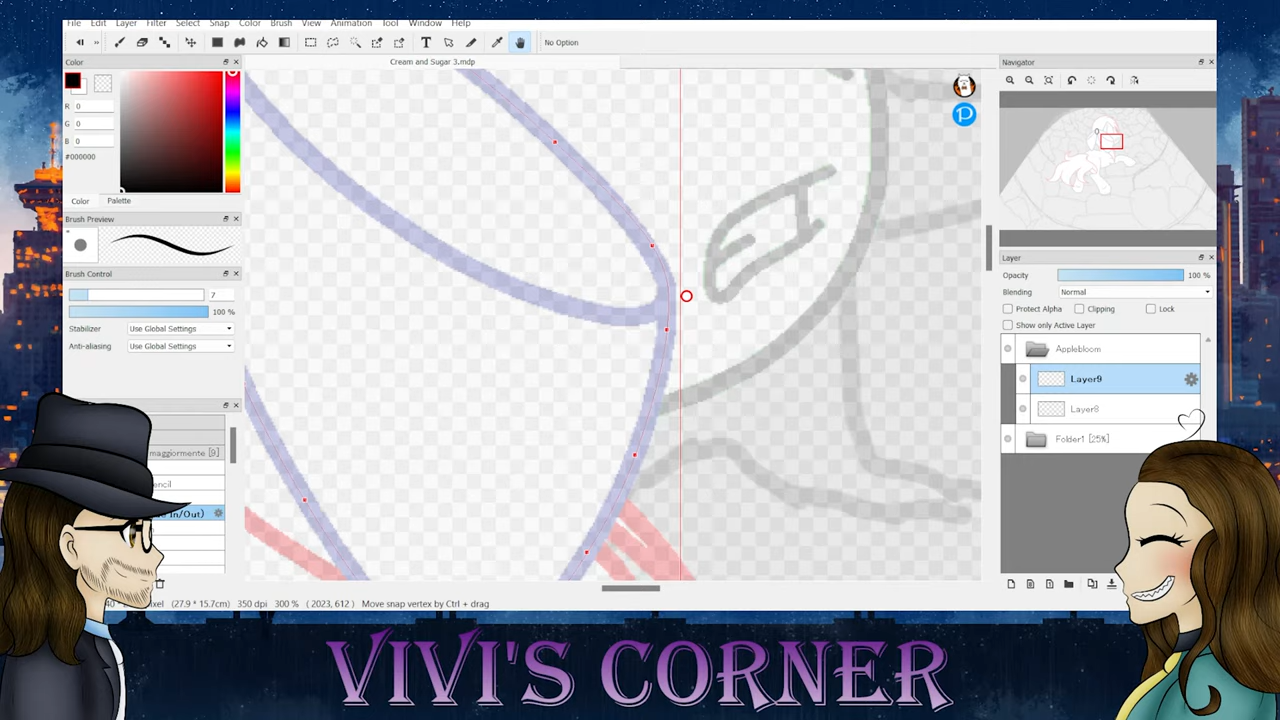 File Edit Layer Filter Select Snap Color Brush View Animation Tool Window Help
No Option
Color
Cream and Sugar 3.mdp
Navigator
R 0
G 0
B 0
#000000
Color Palette
Brush Preview
Brush Control
7
100 %
Stabilizer Use Global Settings
Anti-aliasing Use Global Settings
maggiormente [9]
encil
In/Out)
Layer
Opacity 100 %
Blending Normal
Protect Alpha Clipping Lock
Show only Active Layer
Applebloom
Layer9
Layer8
Folder1 [25%]
ixel (27.9 * 15.7cm) 350 dpi 300 % ( 2023, 612 ) Move snap vertex by Ctrl + drag
VIVI'S CORNER